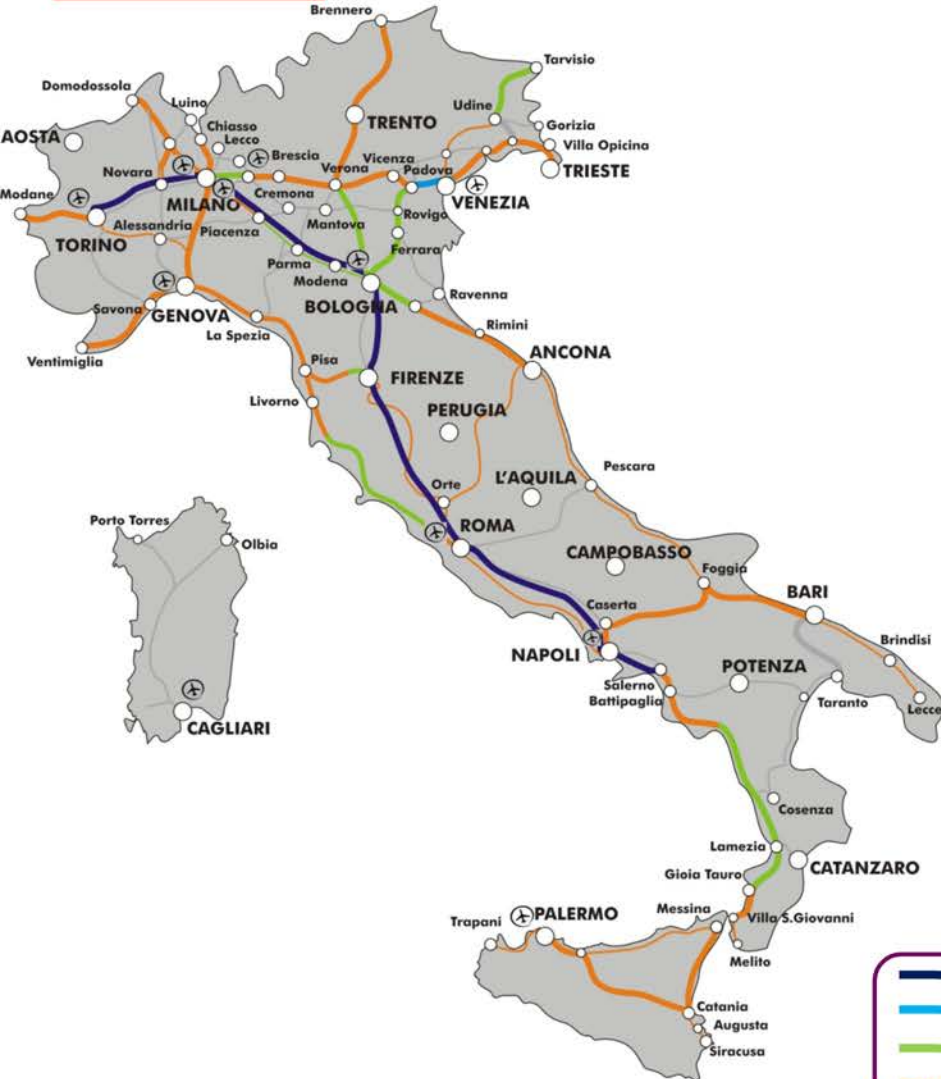 Brennero
Tarvisio
Domodossola
Luino
Udine
Chiasso
Lecco
TRENTO
Gorizia
AOSTA
Villa Opicina
Brescia
Vicenza
Verona
Padova
TRIESTE
Novara
Modane
MILANO
Cremona
VENEZIA
Alessandria
Piacenza
Mantova
Rovigo
TORINO
Parma
Ferrara
Modena
Ravenna
Savona
GENOVA
BOLOGNA
La Spezia
Rimini
Ventimiglia
Pisa
ANCONA
FIRENZE
Livorno
PERUGIA
Pescara
Orte
L'AQUILA
Porto Torres
ROMA
Olbia
CAMPOBASSO
Foggia
BARI
Caserta
Brindisi
NAPOLI
POTENZA
Salerno
Battipaglia
Taranto
Lecce
CAGLIARI
Cosenza
Lamezia
CATANZARO
Gioia Tauro
Messina
Trapani
PALERMO
Villa S.Giovanni
Melito
Catania
Augusta
Siracusa